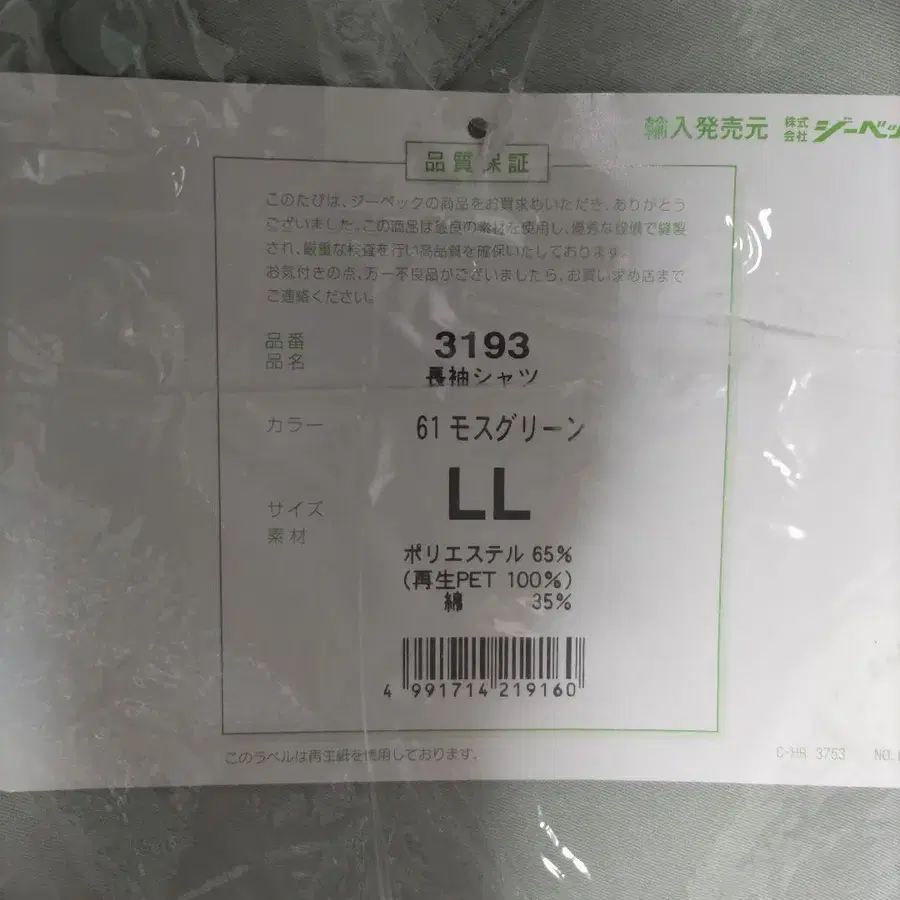 輸入発売元 株式会社 ジーベッ
品質保証
このたびは、ジーベックの商品をお買求めいただき、ありがとう
ございました。この商品は最良の素材を使用し、優秀な設備で縫製
され、厳重な検査を行い高品質を確保いたしております。
お気付きの点、万一不良品がございましたら、お買い求め店まで
ご連絡ください。
品番 3193
品名 長袖シャツ
カラー 61 モスグリーン
サイズ LL
素材 ポリエステル 65%
(再生PET 100%)
綿 35%
4 991714 219160
このラベルは再生紙を使用しております。
C-HR 3753 NO.